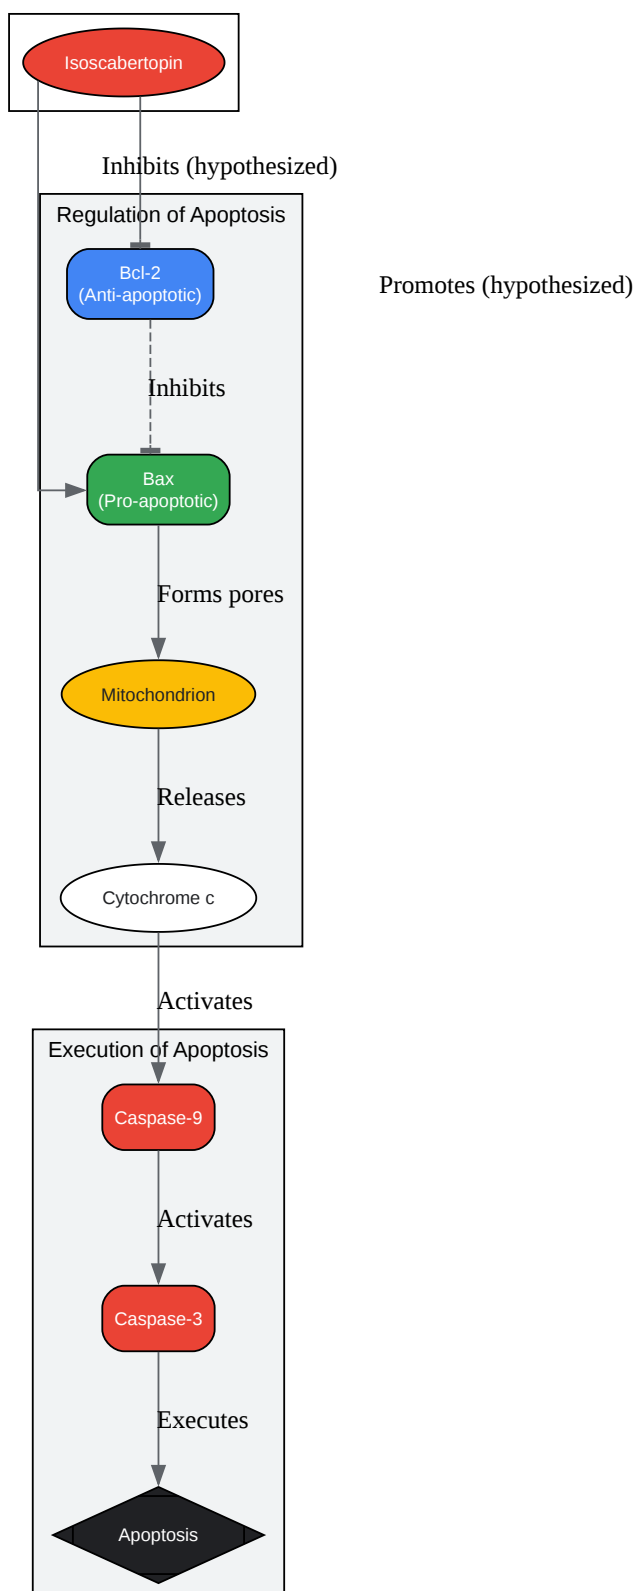 Isoscabertopin
Inhibits (hypothesized)
Regulation of Apoptosis
Bcl-2
(Anti-apoptotic)
Promotes (hypothesized)
Inhibits
Bax
(Pro-apoptotic)
Forms pores
Mitochondrion
Releases
Cytochrome c
Activates
Execution of Apoptosis
Caspase-9
Activates
Caspase-3
Executes
Apoptosis